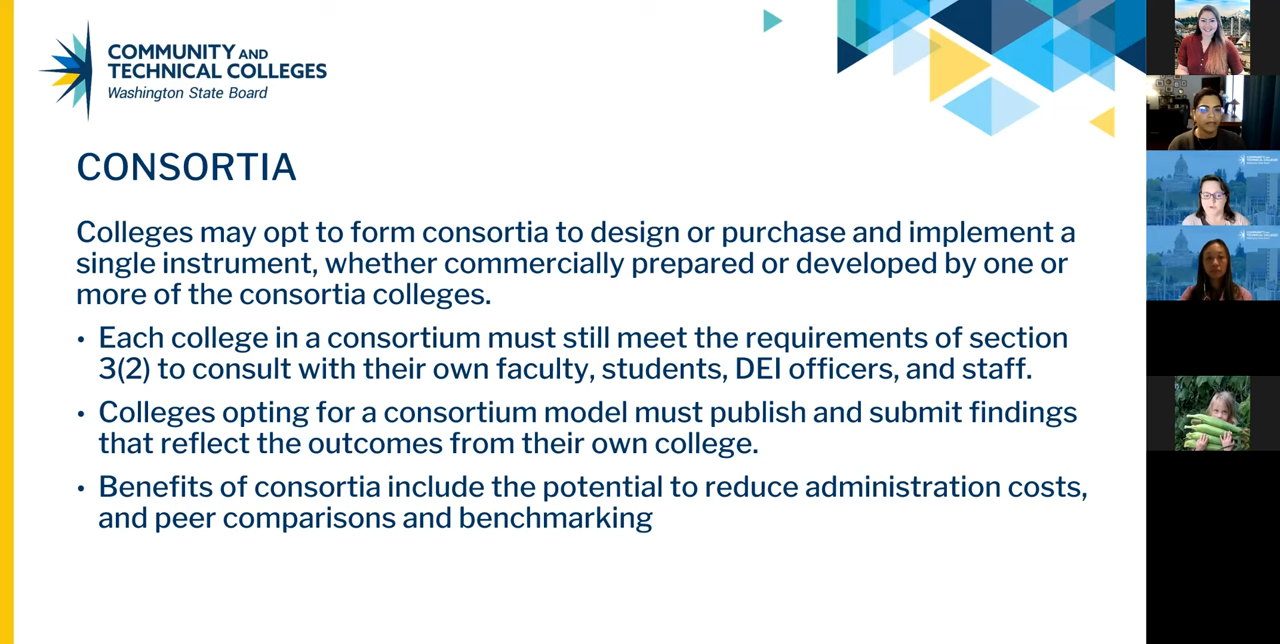 COMMUNITY AND
TECHNICAL COLLEGES
Washington State Board
CONSORTIA
Colleges may opt to form consortia to design or purchase and implement a
single instrument, whether commercially prepared or developed by one or
more of the consortia colleges.
• Each college in a consortium must still meet the requirements of section
3(2) to consult with their own faculty, students, DEI officers, and staff.
• Colleges opting for a consortium model must publish and submit findings
that reflect the outcomes from their own college.
• Benefits of consortia include the potential to reduce administration costs,
and peer comparisons and benchmarking